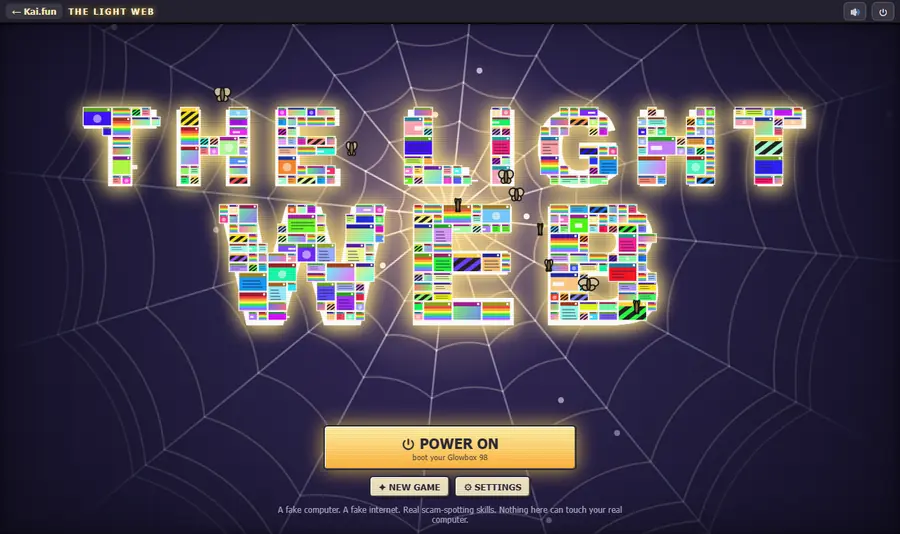 ← Kai.fun THE LIGHT WEB
THE LIGHT
WEB
POWER ON
boot your Glowbox 98
✦ NEW GAME ⚙ SETTINGS
A fake computer. A fake internet. Real scam-spotting skills. Nothing here can touch your real
computer.